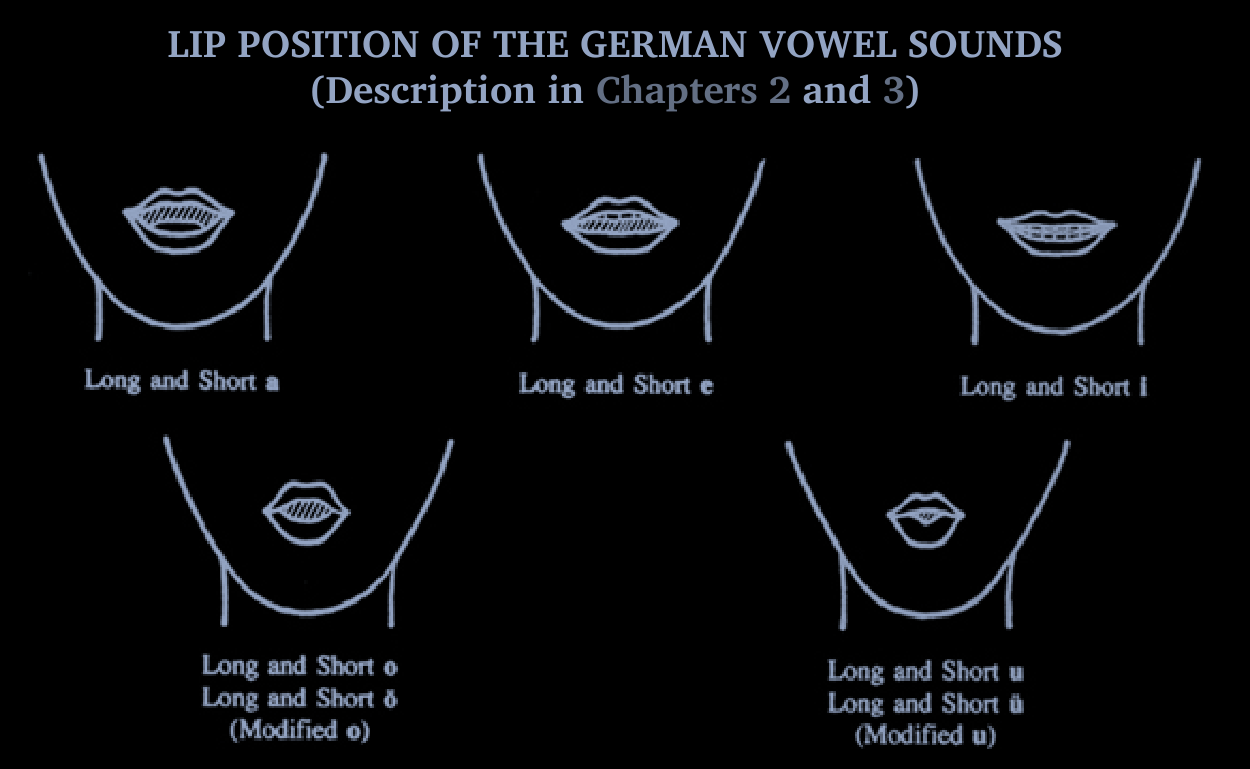 LIP POSITION OF THE GERMAN VOWEL SOUNDS
(Description in Chapters 2 and 3)
Long and Short a
Long and Short e
Long and Short i
Long and Short o
Long and Short ö
(Modified o)
Long and Short u
Long and Short ü
(Modified u)